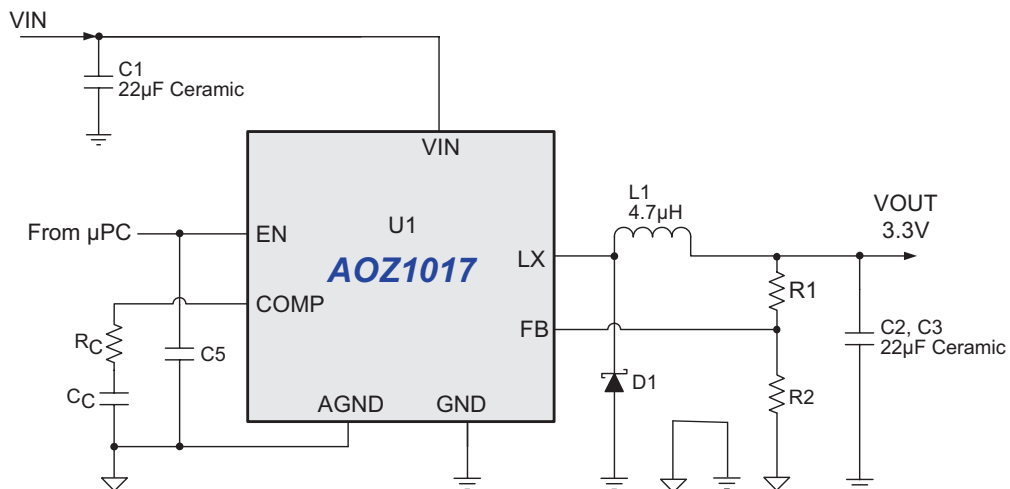 VIN
C1
22µF Ceramic
VIN
U1
AOZ1017
From µPC
EN
COMP
LX
FB
AGND
GND
RC
CC
C5
L1
4.7µH
VOUT
3.3V
R1
R2
C2, C3
22µF Ceramic
D1